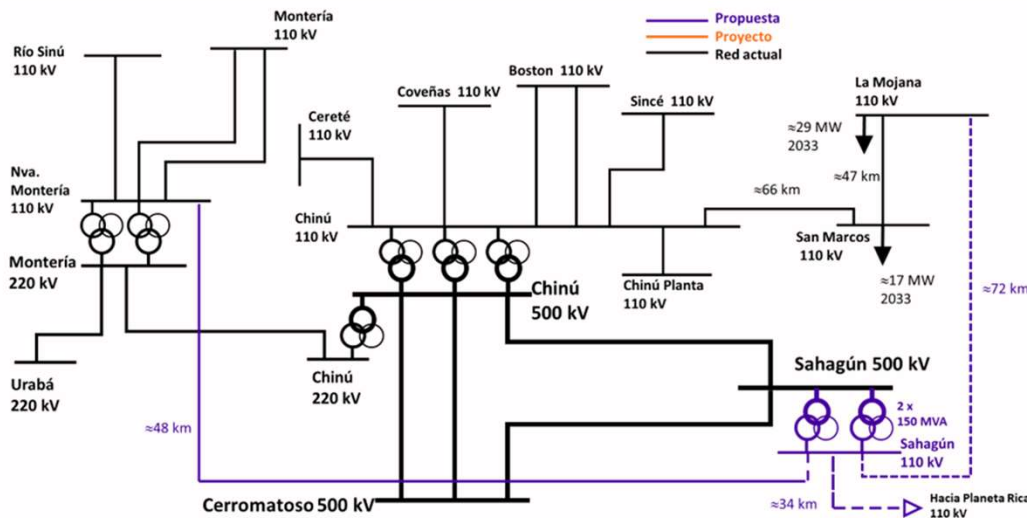 Propuesta
Proyecto
Red actual
Montería
110 kV
Río Sinú
110 kV
Boston 110 kV
Coveñas 110 kV
Sincé 110 kV
La Mojana
110 kV
Cereté
110 kV
≈29 MW
2033
≈47 km
≈66 km
Nva.
Montería
110 kV
Chinú
110 kV
San Marcos
110 kV
Montería
220 kV
Chinú Planta
110 kV
≈17 MW
2033
≈72 km
Chinú
500 kV
Urabá
220 kV
Chinú
220 kV
Sahagún 500 kV
2 x
150 MVA
Sahagún
110 kV
≈48 km
Cerromatoso 500 kV
≈34 km
Hacia Planeta Rica
110 kV